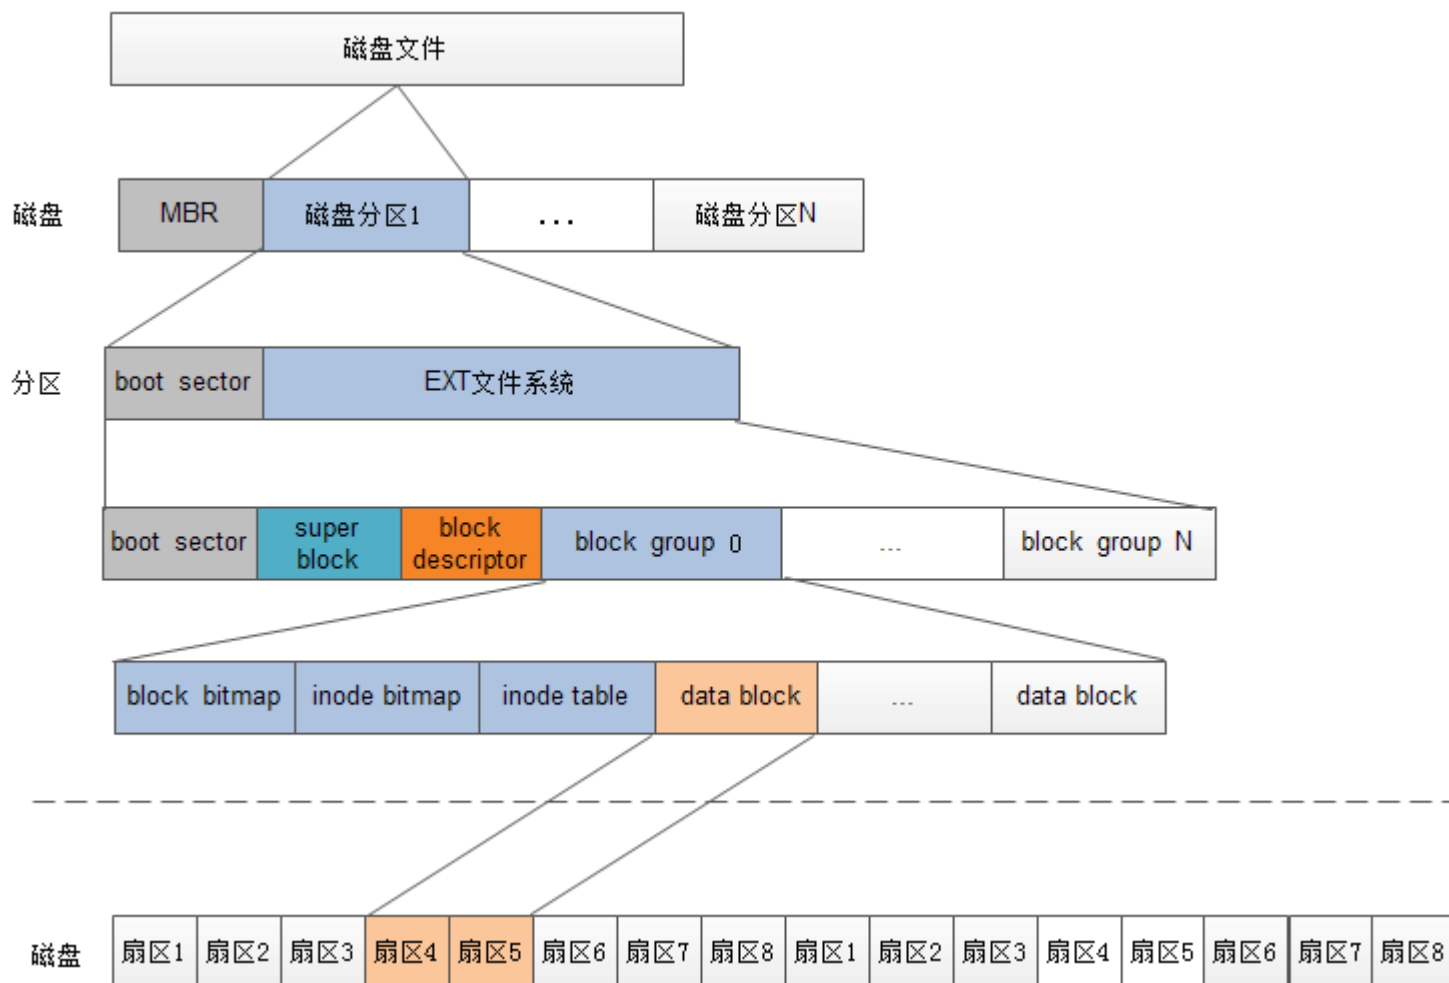 磁盘文件
磁盘 MBR 磁盘分区1 ... 磁盘分区N
分区 boot sector EXT文件系统
boot sector super block block descriptor block group 0 ... block group N
block bitmap inode bitmap inode table data block ... data block
磁盘 扇区1 扇区2 扇区3 扇区4 扇区5 扇区6 扇区7 扇区8 扇区1 扇区2 扇区3 扇区4 扇区5 扇区6 扇区7 扇区8